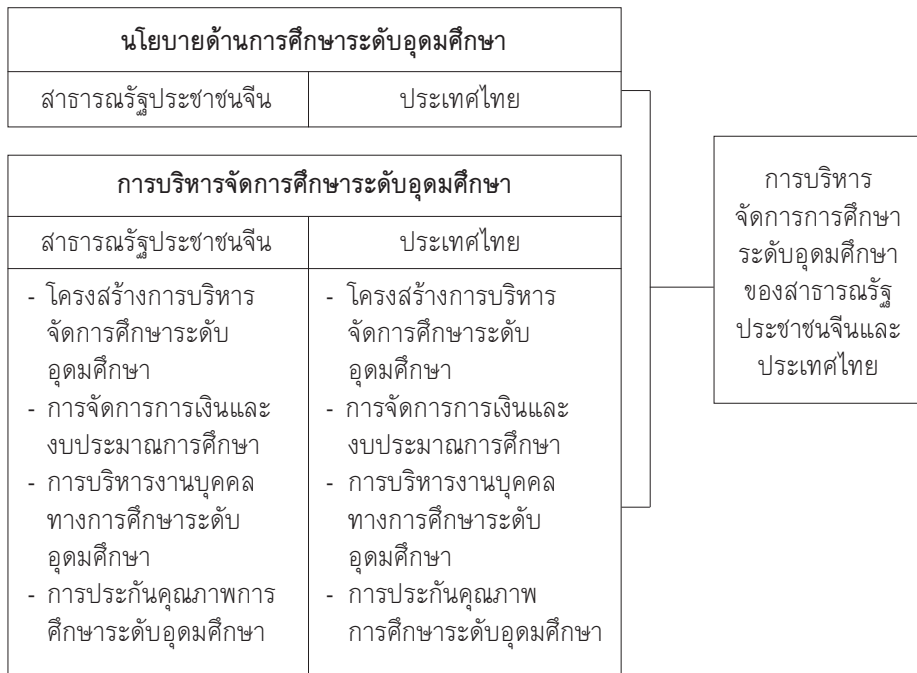 นโยบายด้านการศึกษาระดับอุดมศึกษา
สาธารณรัฐประชาชนจีน
ประเทศไทย
การบริหารจัดการศึกษาระดับอุดมศึกษา
สาธารณรัฐประชาชนจีน
ประเทศไทย
- โครงสร้างการบริหาร
จัดการศึกษาระดับ
อุดมศึกษา
- การจัดการการเงินและ
งบประมาณการศึกษา
- การบริหารงานบุคคล
ทางการศึกษาระดับ
อุดมศึกษา
- การประกันคุณภาพการ
ศึกษาระดับอุดมศึกษา
- โครงสร้างการบริหาร
จัดการศึกษาระดับ
อุดมศึกษา
- การจัดการการเงินและ
งบประมาณการศึกษา
- การบริหารงานบุคคล
ทางการศึกษาระดับ
อุดมศึกษา
- การประกันคุณภาพ
การศึกษาระดับอุดมศึกษา
การบริหาร
จัดการการศึกษา
ระดับอุดมศึกษา
ของสาธารณรัฐ
ประชาชนจีนและ
ประเทศไทย